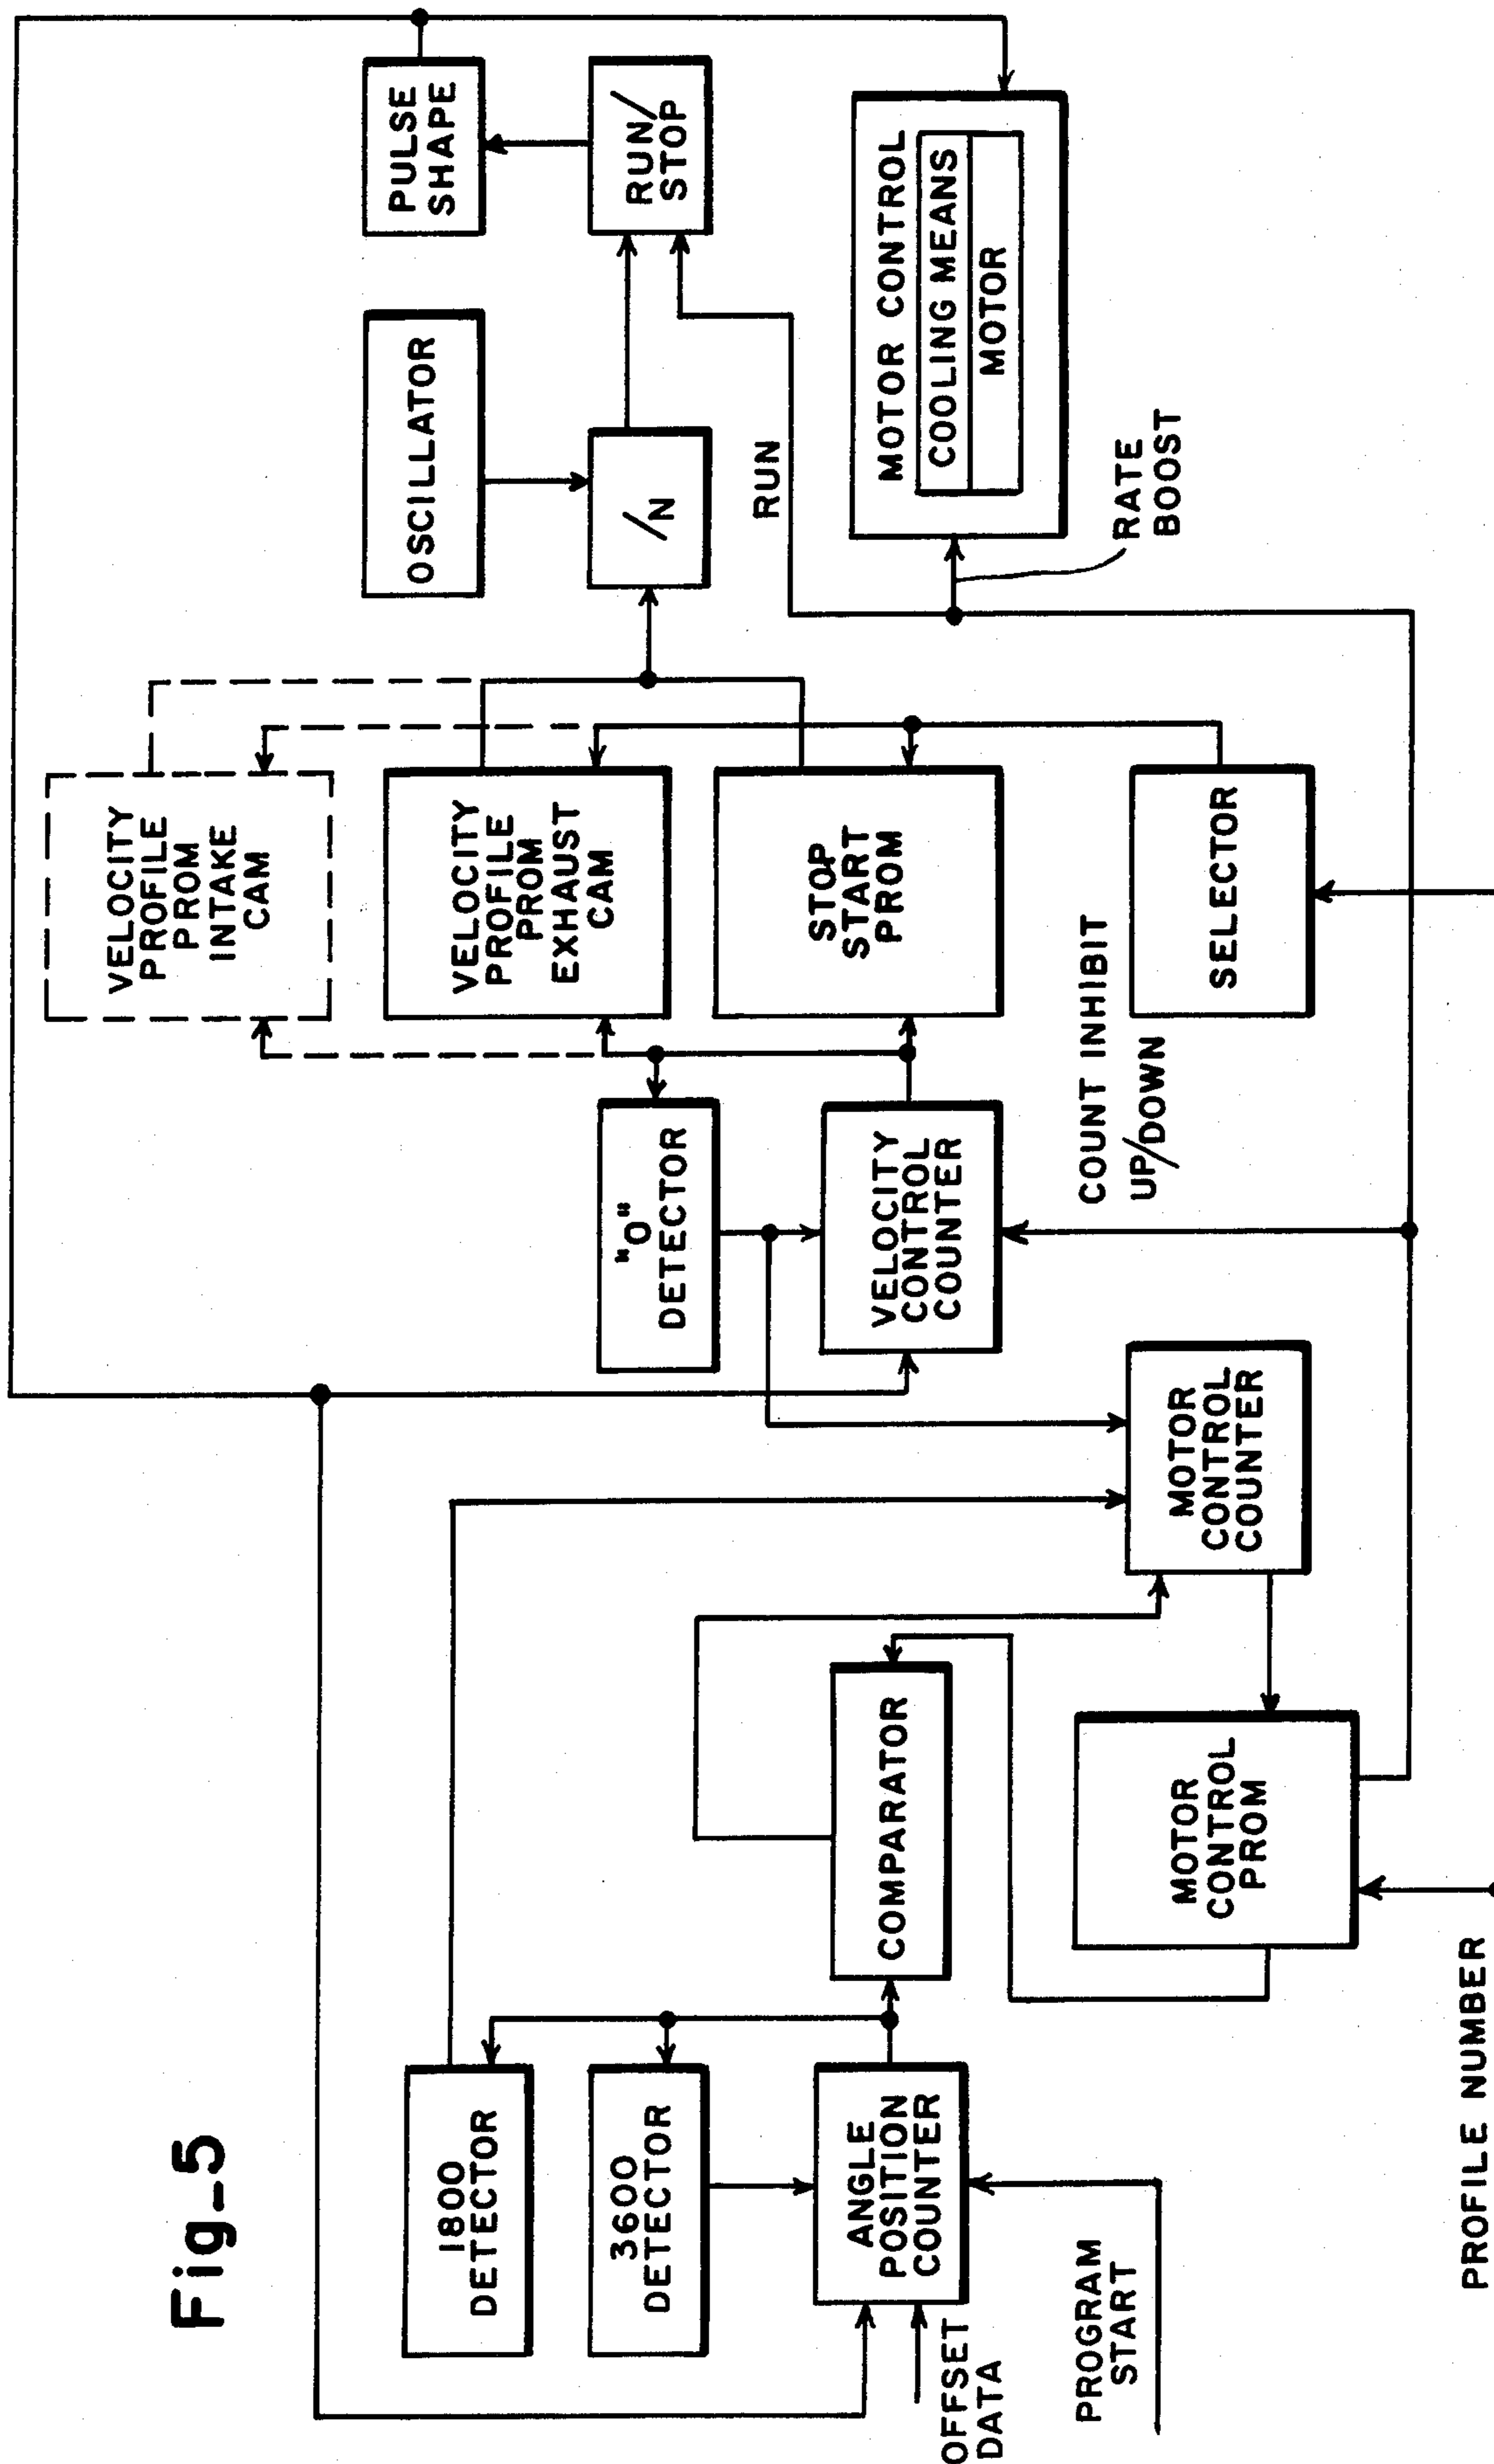 Fig_5
1800
DETECTOR
3600
DETECTOR
ANGLE
POSITION
COUNTER
OFFSET
DATA
PROGRAM
START
PROFILE NUMBER
COMPARATOR
MOTOR
CONTROL
PROM
MOTOR
CONTROL
COUNTER
"O"
DETECTOR
VELOCITY
CONTROL
COUNTER
COUNT INHIBIT
UP/DOWN
VELOCITY
PROFILE
PROM
INTAKE
CAM
VELOCITY
PROFILE
PROM
EXHAUST
CAM
STOP
START
PROM
SELECTOR
OSCILLATOR
/N
RUN
PULSE
SHAPE
RUN/
STOP
MOTOR CONTROL
COOLING MEANS
MOTOR
RATE
BOOST